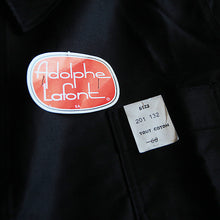 Adolphe
Lafont
SIZE
201 132
TOUT COTON